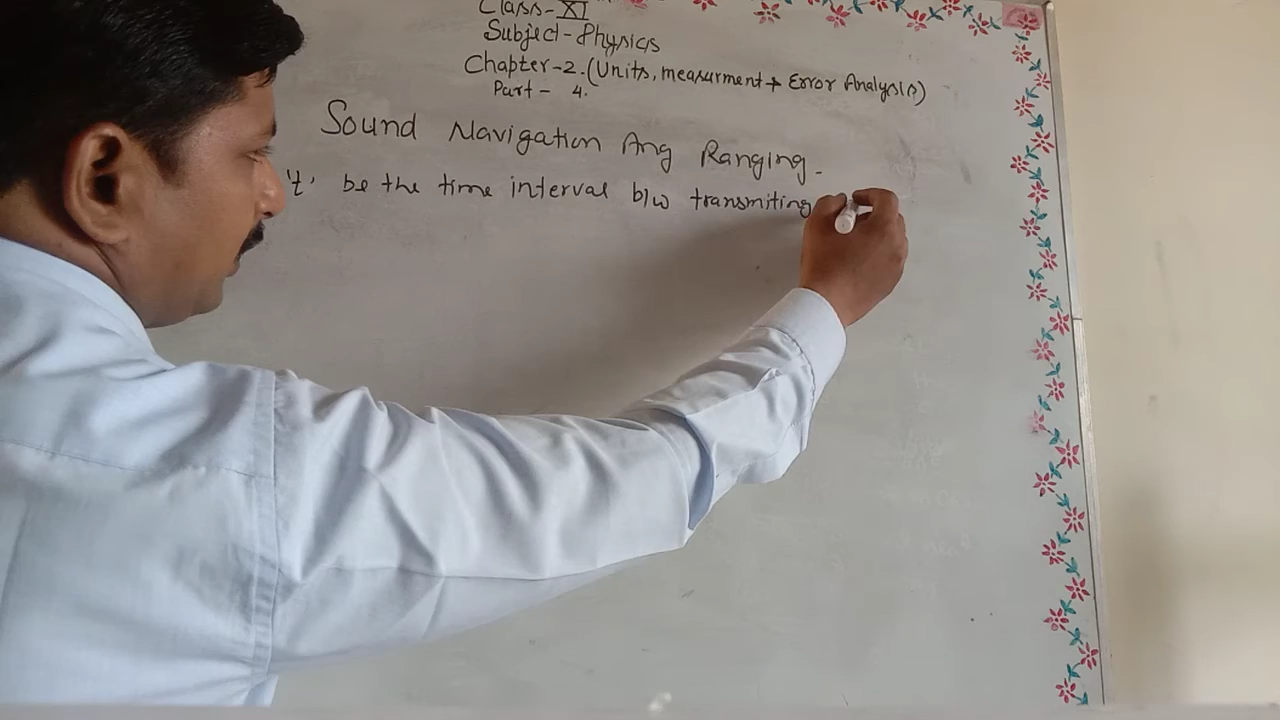 Class-XI
Subject-Physics
Chapter-2.(Units, measurment + Error Analysis)
Part - 4.
Sound Navigation Ang Ranging.
't' be the time interval b/w transmiting